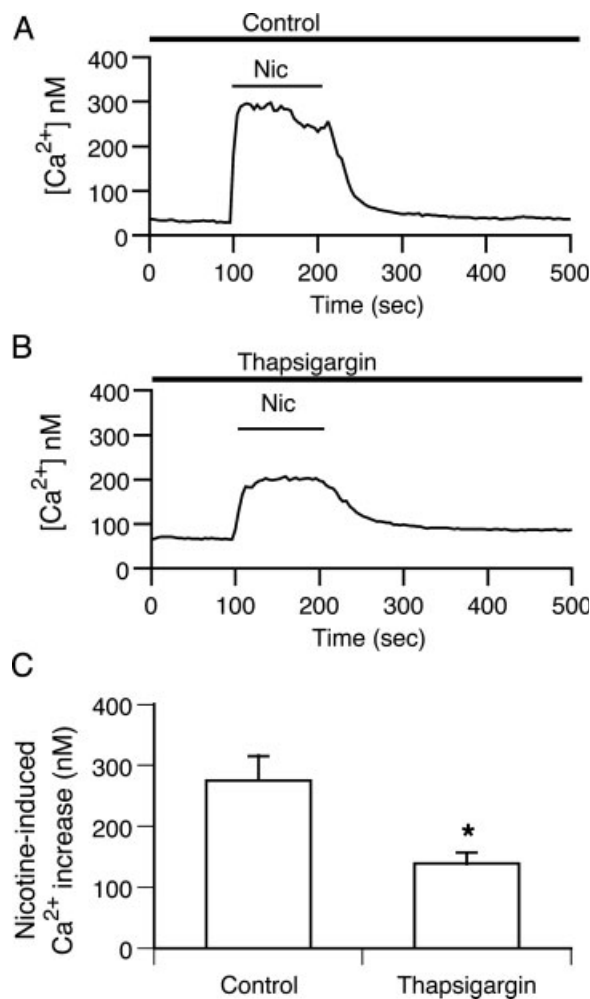 A
Control
Nic
400
300
200
100
0
[Ca2+] nM
0 100 200 300 400 500
Time (sec)
B
Thapsigargin
Nic
400
300
200
100
0
[Ca2+] nM
0 100 200 300 400 500
Time (sec)
C
400
300
200
100
0
Nicotine-induced
Ca2+ increase (nM)
*
Control Thapsigargin